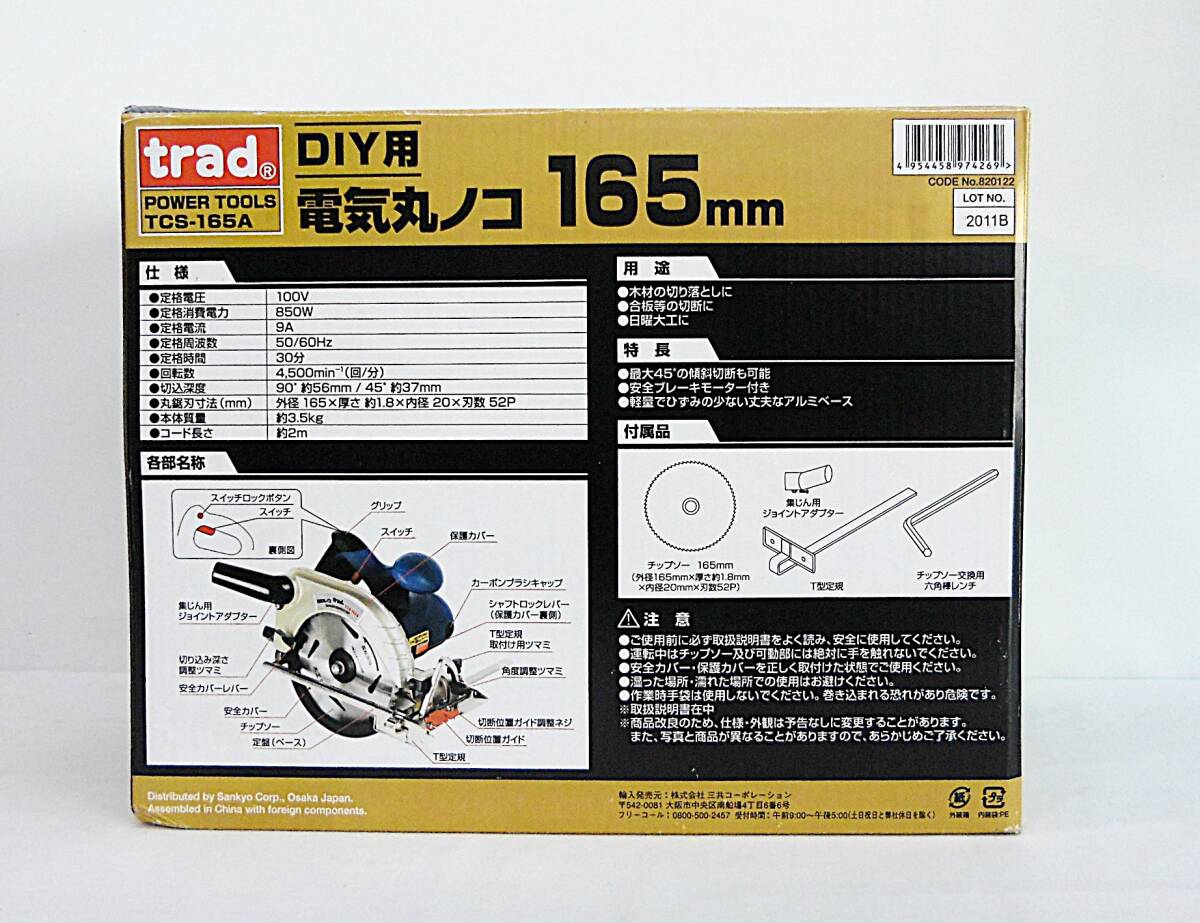 trad®
POWER TOOLS
TCS-165A
DIY用
電気丸ノコ 165mm
4 954458 974269 >
CODE No.820122
LOT NO.
2011B
仕様
●定格電圧 100V
●定格消費電力 850W
●定格電流 9A
●定格周波数 50/60Hz
●定格時間 30分
●回転数 4,500min⁻¹(回/分)
●切込深度 90° 約56mm / 45° 約37mm
●丸鋸刃寸法(mm) 外径 165×厚さ 約1.8×内径 20×刃数 52P
●本体質量 約3.5kg
●コード長さ 約2m
各部名称
スイッチロックボタン
スイッチ
裏側図
グリップ
スイッチ
保護カバー
カーボンブラシキャップ
シャフトロックレバー
(保護カバー裏側)
T型定規
取付け用ツマミ
角度調整ツマミ
切断位置ガイド調整ネジ
切断位置ガイド
T型定規
集じん用
ジョイントアダプター
切り込み深さ
調整ツマミ
安全カバーレバー
安全カバー
チップソー
定盤(ベース)
用途
●木材の切り落としに
●合板等の切断に
●日曜大工に
特長
●最大45°の傾斜切断も可能
●安全ブレーキモーター付き
●軽量でひずみの少ない丈夫なアルミベース
付属品
チップソー 165mm
(外径165mm×厚さ約1.8mm
×内径20mm×刃数52P)
集じん用
ジョイントアダプター
T型定規
チップソー交換用
六角棒レンチ
注意
●ご使用前に必ず取扱説明書をよく読み、安全に使用してください。
●運転中はチップソー及び可動部には絶対に手を触れないでください。
●安全カバー・保護カバーを正しく取付けた状態でご使用ください。
●湿った場所・濡れた場所での使用はお避けください。
●作業時手袋は使用しないでください。巻き込まれる恐れがあり危険です。
※取扱説明書在中
※商品改良のため、仕様・外観は予告なしに変更することがあります。
また、写真と商品が異なることがありますので、あらかじめご了承ください。
Distributed by Sankyo Corp., Osaka Japan.
Assembled in China with foreign components.
輸入発売元:株式会社 三共コーポレーション
〒542-0081 大阪市中央区南船場4丁目6番6号
フリーコール:0800-500-2457 受付時間:午前9:00〜午後5:00(土日祝日と弊社休日を除く)
紙
外装箱
プラ
内装袋:PE